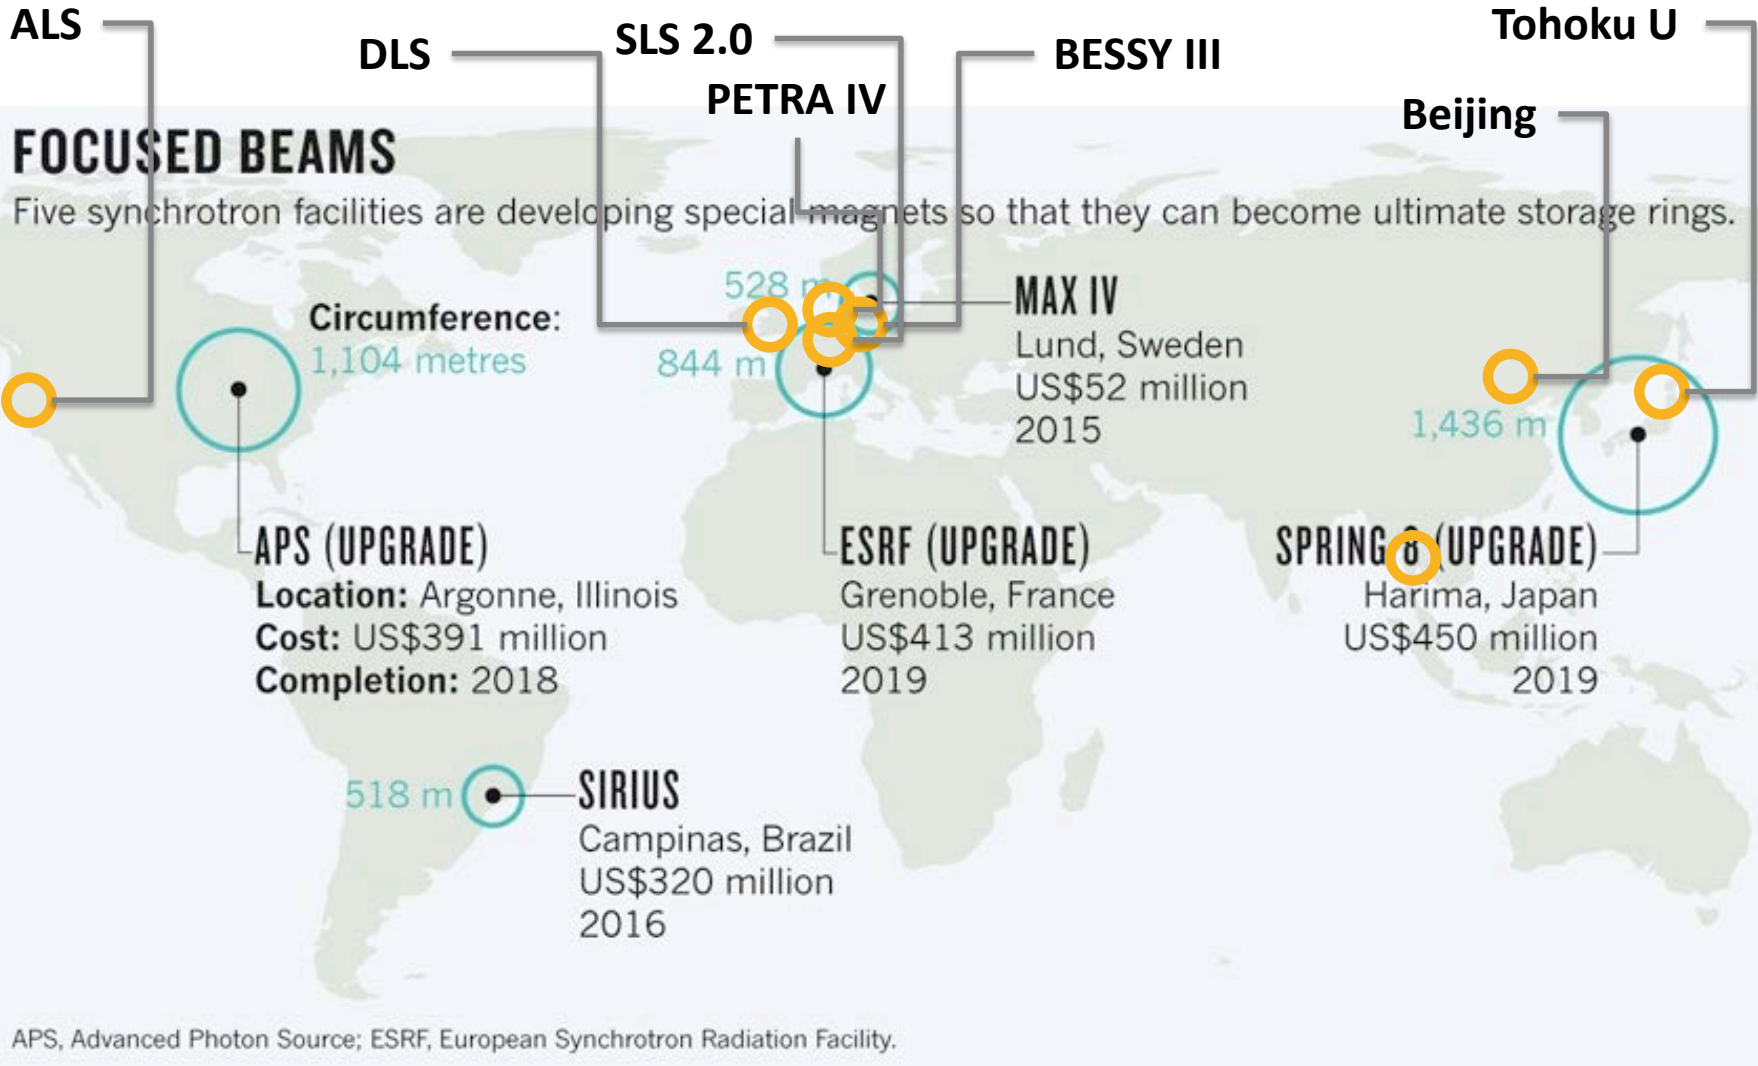 ALS
DLS
SLS 2.0
PETRA IV
BESSY III
Tohoku U
Beijing
FOCUSED BEAMS
Five synchrotron facilities are developing special magnets so that they can become ultimate storage rings.
Circumference:
1,104 metres
APS (UPGRADE)
Location: Argonne, Illinois
Cost: US$391 million
Completion: 2018
528 m
MAX IV
Lund, Sweden
US$52 million
2015
844 m
ESRF (UPGRADE)
Grenoble, France
US$413 million
2019
1,436 m
SPRING 8 (UPGRADE)
Harima, Japan
US$450 million
2019
518 m
SIRIUS
Campinas, Brazil
US$320 million
2016
APS, Advanced Photon Source; ESRF, European Synchrotron Radiation Facility.